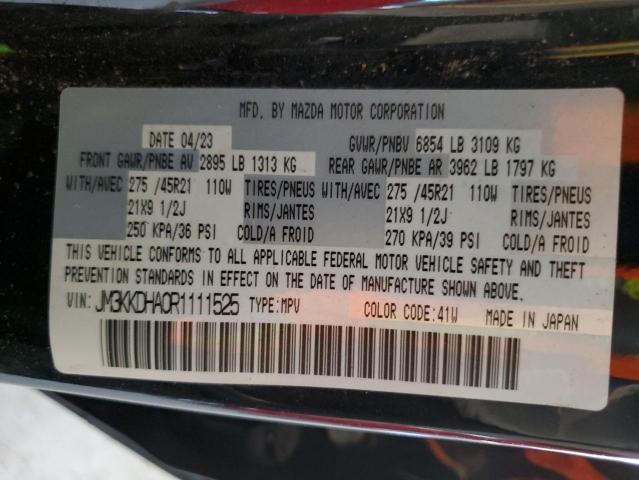 MFD. BY MAZDA MOTOR CORPORATION
DATE 04/23 GVWR/PNBV 6854 LB 3109 KG
FRONT GAWR/PNBE AV 2895 LB 1313 KG REAR GAWR/PNBE AR 3962 LB 1797 KG
WITH/AVEC 275 /45R21 110W TIRES/PNEUS WITH/AVEC 275 /45R21 110W TIRES/PNEUS
21X9 1/2J RIMS/JANTES 21X9 1/2J RIMS/JANTES
250 KPA/36 PSI COLD/A FROID 270 KPA/39 PSI COLD/A FROID
THIS VEHICLE CONFORMS TO ALL APPLICABLE FEDERAL MOTOR VEHICLE SAFETY AND THEFT
PREVENTION STANDARDS IN EFFECT ON THE DATE OF MANUFACTURE SHOWN ABOVE.
VIN: JM3KKDHA0R1111525 TYPE:MPV COLOR CODE:41W MADE IN JAPAN